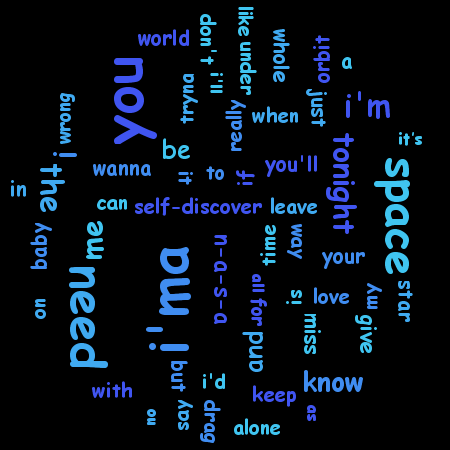 world
don't
like under
whole
orbit
a
you
i'll
tryna
really
when
just
i'm
wrong
i
be
it's
the
wanna
it
to
if
you'll
tonight
space
in
can
self-discover
leave
baby
me
time
way
your
on
need
i'ma
n-a-s-a
all for
is
love
my
star
and
miss
give
but
i'd
know
with
say
drag
keep
as
alone